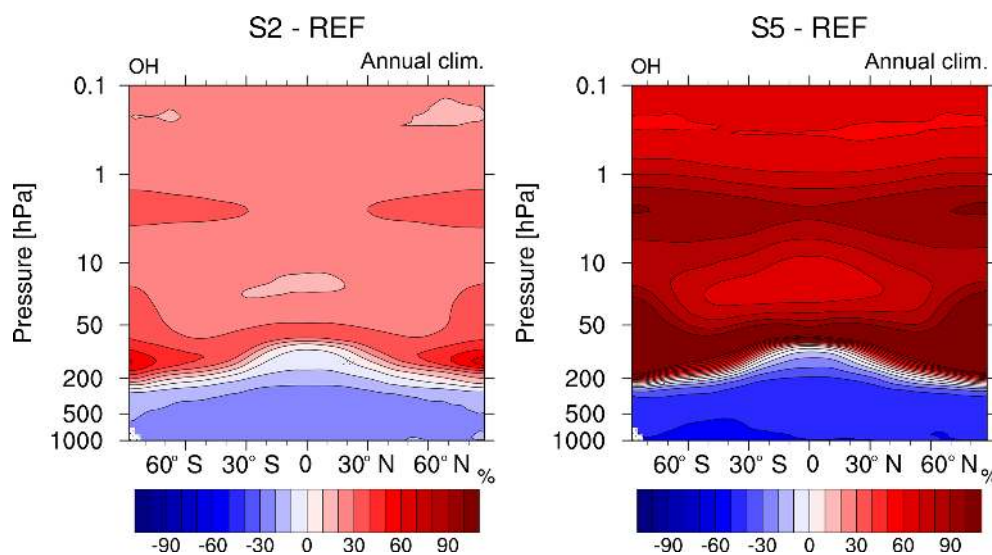 S2 - REF
OH Annual clim.
0.1
1
10
50
200
500
1000
Pressure [hPa]
60° S 30° S 0 30° N 60° N %
-90 -60 -30 0 30 60 90
S5 - REF
OH Annual clim.
0.1
1
10
50
200
500
1000
Pressure [hPa]
60° S 30° S 0 30° N 60° N %
-90 -60 -30 0 30 60 90